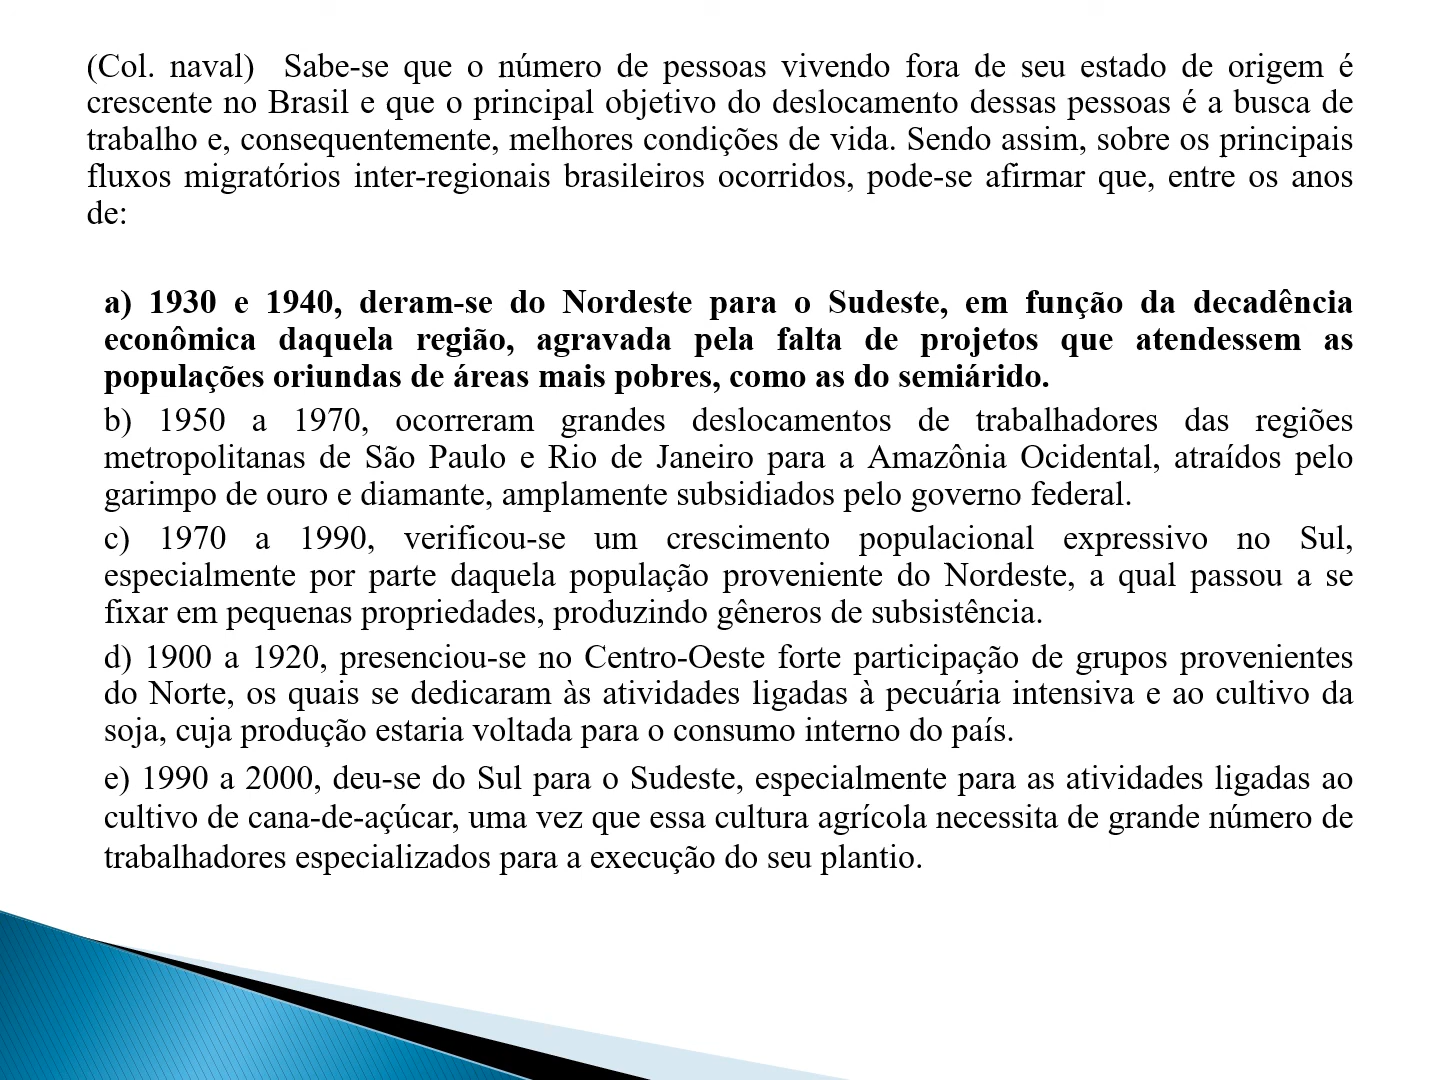 (Col. naval) Sabe-se que o número de pessoas vivendo fora de seu estado de origem é
crescente no Brasil e que o principal objetivo do deslocamento dessas pessoas é a busca de
trabalho e, consequentemente, melhores condições de vida. Sendo assim, sobre os principais
fluxos migratórios inter-regionais brasileiros ocorridos, pode-se afirmar que, entre os anos
de:
a) 1930 e 1940, deram-se do Nordeste para o Sudeste, em função da decadência
econômica daquela região, agravada pela falta de projetos que atendessem as
populações oriundas de áreas mais pobres, como as do semiárido.
b) 1950 a 1970, ocorreram grandes deslocamentos de trabalhadores das regiões
metropolitanas de São Paulo e Rio de Janeiro para a Amazônia Ocidental, atraídos pelo
garimpo de ouro e diamante, amplamente subsidiados pelo governo federal.
c) 1970 a 1990, verificou-se um crescimento populacional expressivo no Sul,
especialmente por parte daquela população proveniente do Nordeste, a qual passou a se
fixar em pequenas propriedades, produzindo gêneros de subsistência.
d) 1900 a 1920, presenciou-se no Centro-Oeste forte participação de grupos provenientes
do Norte, os quais se dedicaram às atividades ligadas à pecuária intensiva e ao cultivo da
soja, cuja produção estaria voltada para o consumo interno do país.
e) 1990 a 2000, deu-se do Sul para o Sudeste, especialmente para as atividades ligadas ao
cultivo de cana-de-açúcar, uma vez que essa cultura agrícola necessita de grande número de
trabalhadores especializados para a execução do seu plantio.